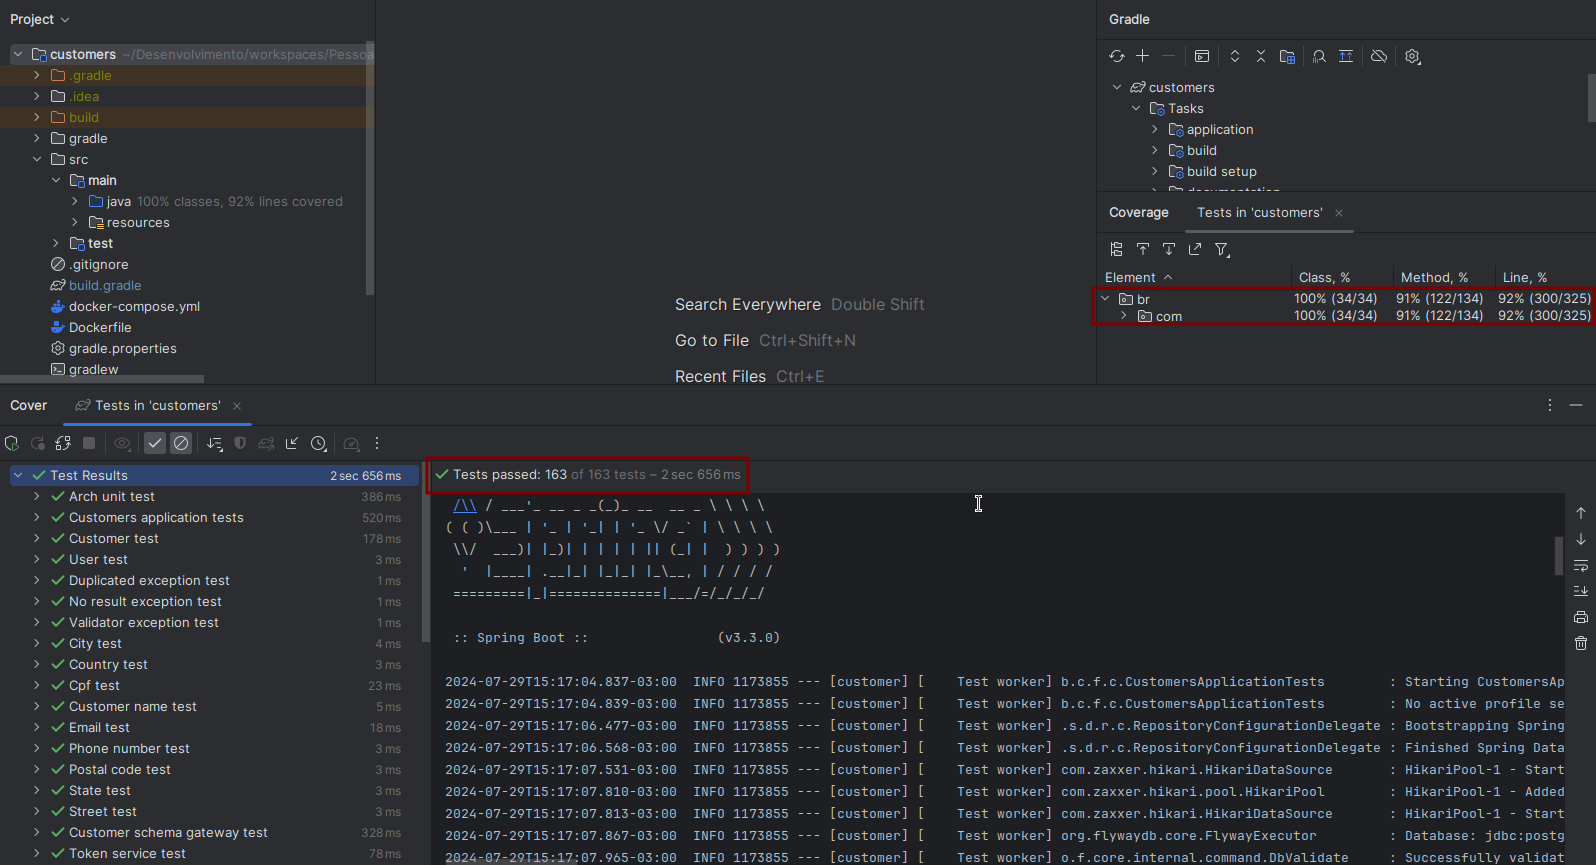 Project
customers ~/Desenvolvimento/workspaces/Pessoa
.gradle
.idea
build
gradle
src
main
java 100% classes, 92% lines covered
resources
test
.gitignore
build.gradle
docker-compose.yml
Dockerfile
gradle.properties
gradlew
Search Everywhere Double Shift
Go to File Ctrl+Shift+N
Recent Files Ctrl+E
Gradle
customers
Tasks
application
build
build setup
documentation
Coverage Tests in 'customers'
Element Class, % Method, % Line, %
br 100% (34/34) 91% (122/134) 92% (300/325)
com 100% (34/34) 91% (122/134) 92% (300/325)
Cover Tests in 'customers'
Test Results 2 sec 656 ms
Arch unit test 386 ms
Customers application tests 520 ms
Customer test 178 ms
User test 3 ms
Duplicated exception test 1 ms
No result exception test 1 ms
Validator exception test 1 ms
City test 4 ms
Country test 3 ms
Cpf test 23 ms
Customer name test 5 ms
Email test 18 ms
Phone number test 3 ms
Postal code test 3 ms
State test 3 ms
Street test 3 ms
Customer schema gateway test 328 ms
Token service test 78 ms
Tests passed: 163 of 163 tests – 2 sec 656 ms
 /\\ / ___'_ __ _ _(_)_ __  __ _ \ \ \ \
( ( )\___ | '_ | '_| | '_ \/ _` | \ \ \ \
 \\/  ___)| |_)| | | | | || (_| |  ) ) ) )
  '  |____| .__|_| |_|_| |_\__, | / / / /
 =========|_|==============|___/=/_/_/_/
:: Spring Boot :: (v3.3.0)
2024-07-29T15:17:04.837-03:00 INFO 1173855 --- [customer] [ Test worker] b.c.f.c.CustomersApplicationTests : Starting CustomersAp
2024-07-29T15:17:04.839-03:00 INFO 1173855 --- [customer] [ Test worker] b.c.f.c.CustomersApplicationTests : No active profile se
2024-07-29T15:17:06.477-03:00 INFO 1173855 --- [customer] [ Test worker] .s.d.r.c.RepositoryConfigurationDelegate : Bootstrapping Spring
2024-07-29T15:17:06.568-03:00 INFO 1173855 --- [customer] [ Test worker] .s.d.r.c.RepositoryConfigurationDelegate : Finished Spring Data
2024-07-29T15:17:07.531-03:00 INFO 1173855 --- [customer] [ Test worker] com.zaxxer.hikari.HikariDataSource : HikariPool-1 - Start
2024-07-29T15:17:07.810-03:00 INFO 1173855 --- [customer] [ Test worker] com.zaxxer.hikari.pool.HikariPool : HikariPool-1 - Added
2024-07-29T15:17:07.813-03:00 INFO 1173855 --- [customer] [ Test worker] com.zaxxer.hikari.HikariDataSource : HikariPool-1 - Start
2024-07-29T15:17:07.867-03:00 INFO 1173855 --- [customer] [ Test worker] org.flywaydb.core.FlywayExecutor : Database: jdbc:postg
2024-07-29T15:17:07.965-03:00 INFO 1173855 --- [customer] [ Test worker] o.f.core.internal.command.DbValidate : Successfully validat